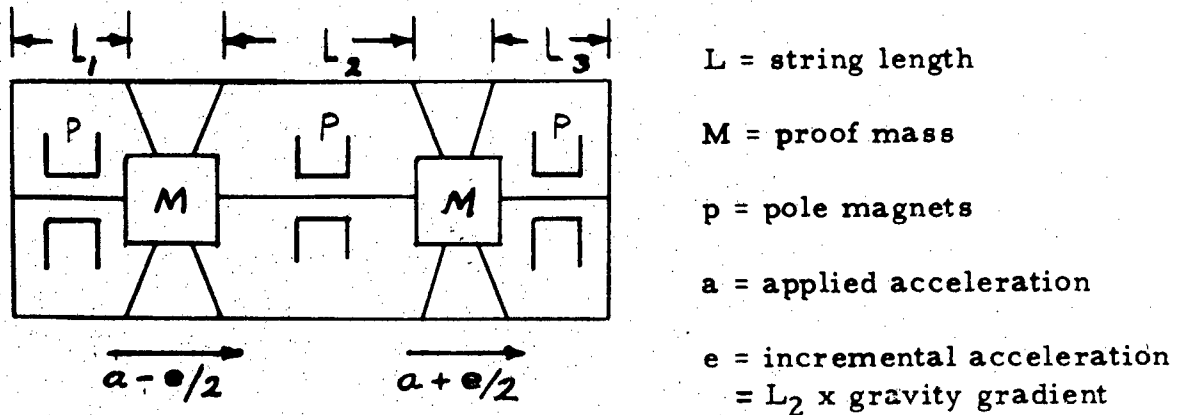 L₁ L₂ L₃
P P P
M M
a - e/2 a + e/2
L = string length
M = proof mass
p = pole magnets
a = applied acceleration
e = incremental acceleration
= L₂ x gravity gradient